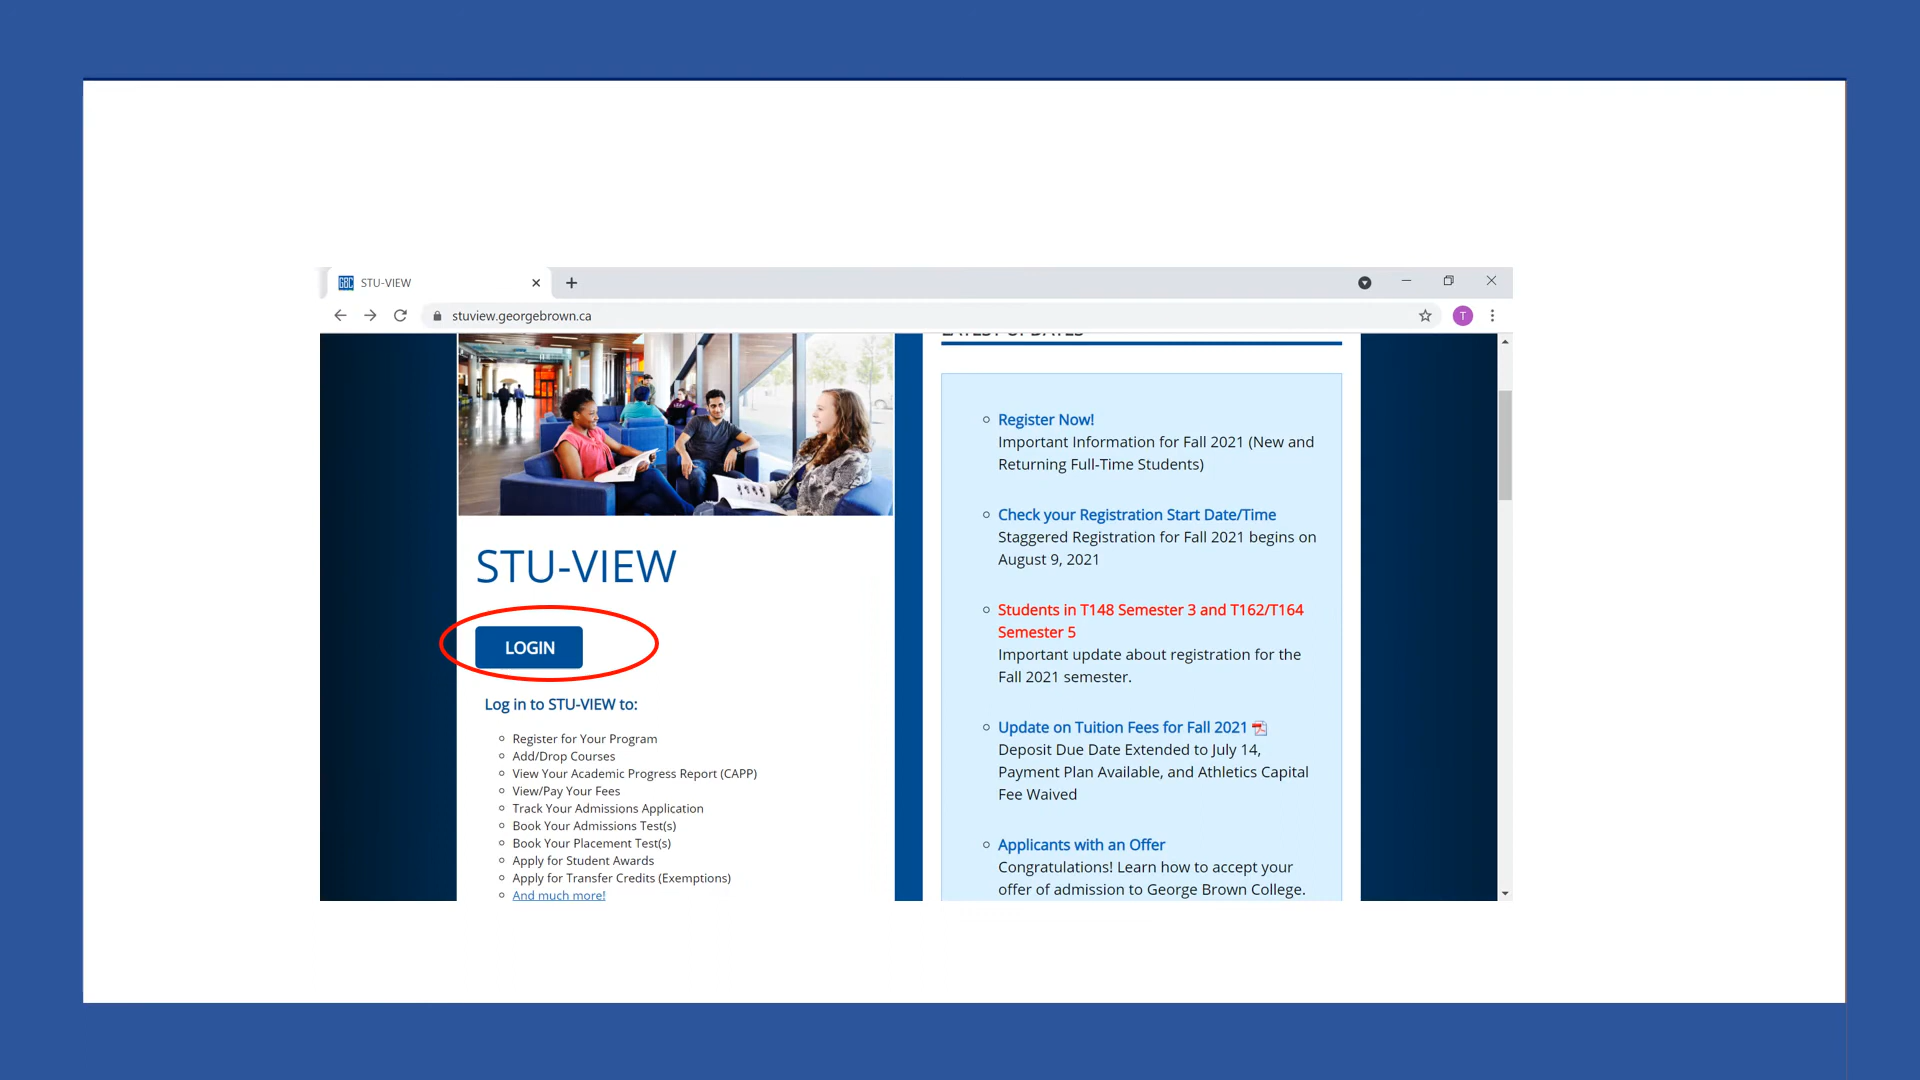 GBC STU-VIEW
stuview.georgebrown.ca
T
STU-VIEW
LOGIN
Log in to STU-VIEW to:
Register for Your Program
Add/Drop Courses
View Your Academic Progress Report (CAPP)
View/Pay Your Fees
Track Your Admissions Application
Book Your Admissions Test(s)
Book Your Placement Test(s)
Apply for Student Awards
Apply for Transfer Credits (Exemptions)
And much more!
LATEST UPDATES
Register Now!
Important Information for Fall 2021 (New and
Returning Full-Time Students)
Check your Registration Start Date/Time
Staggered Registration for Fall 2021 begins on
August 9, 2021
Students in T148 Semester 3 and T162/T164
Semester 5
Important update about registration for the
Fall 2021 semester.
Update on Tuition Fees for Fall 2021
Deposit Due Date Extended to July 14,
Payment Plan Available, and Athletics Capital
Fee Waived
Applicants with an Offer
Congratulations! Learn how to accept your
offer of admission to George Brown College.